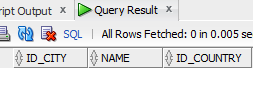 ript Output Query Result
SQL | All Rows Fetched: 0 in 0.005 se
ID_CITY NAME ID_COUNTRY